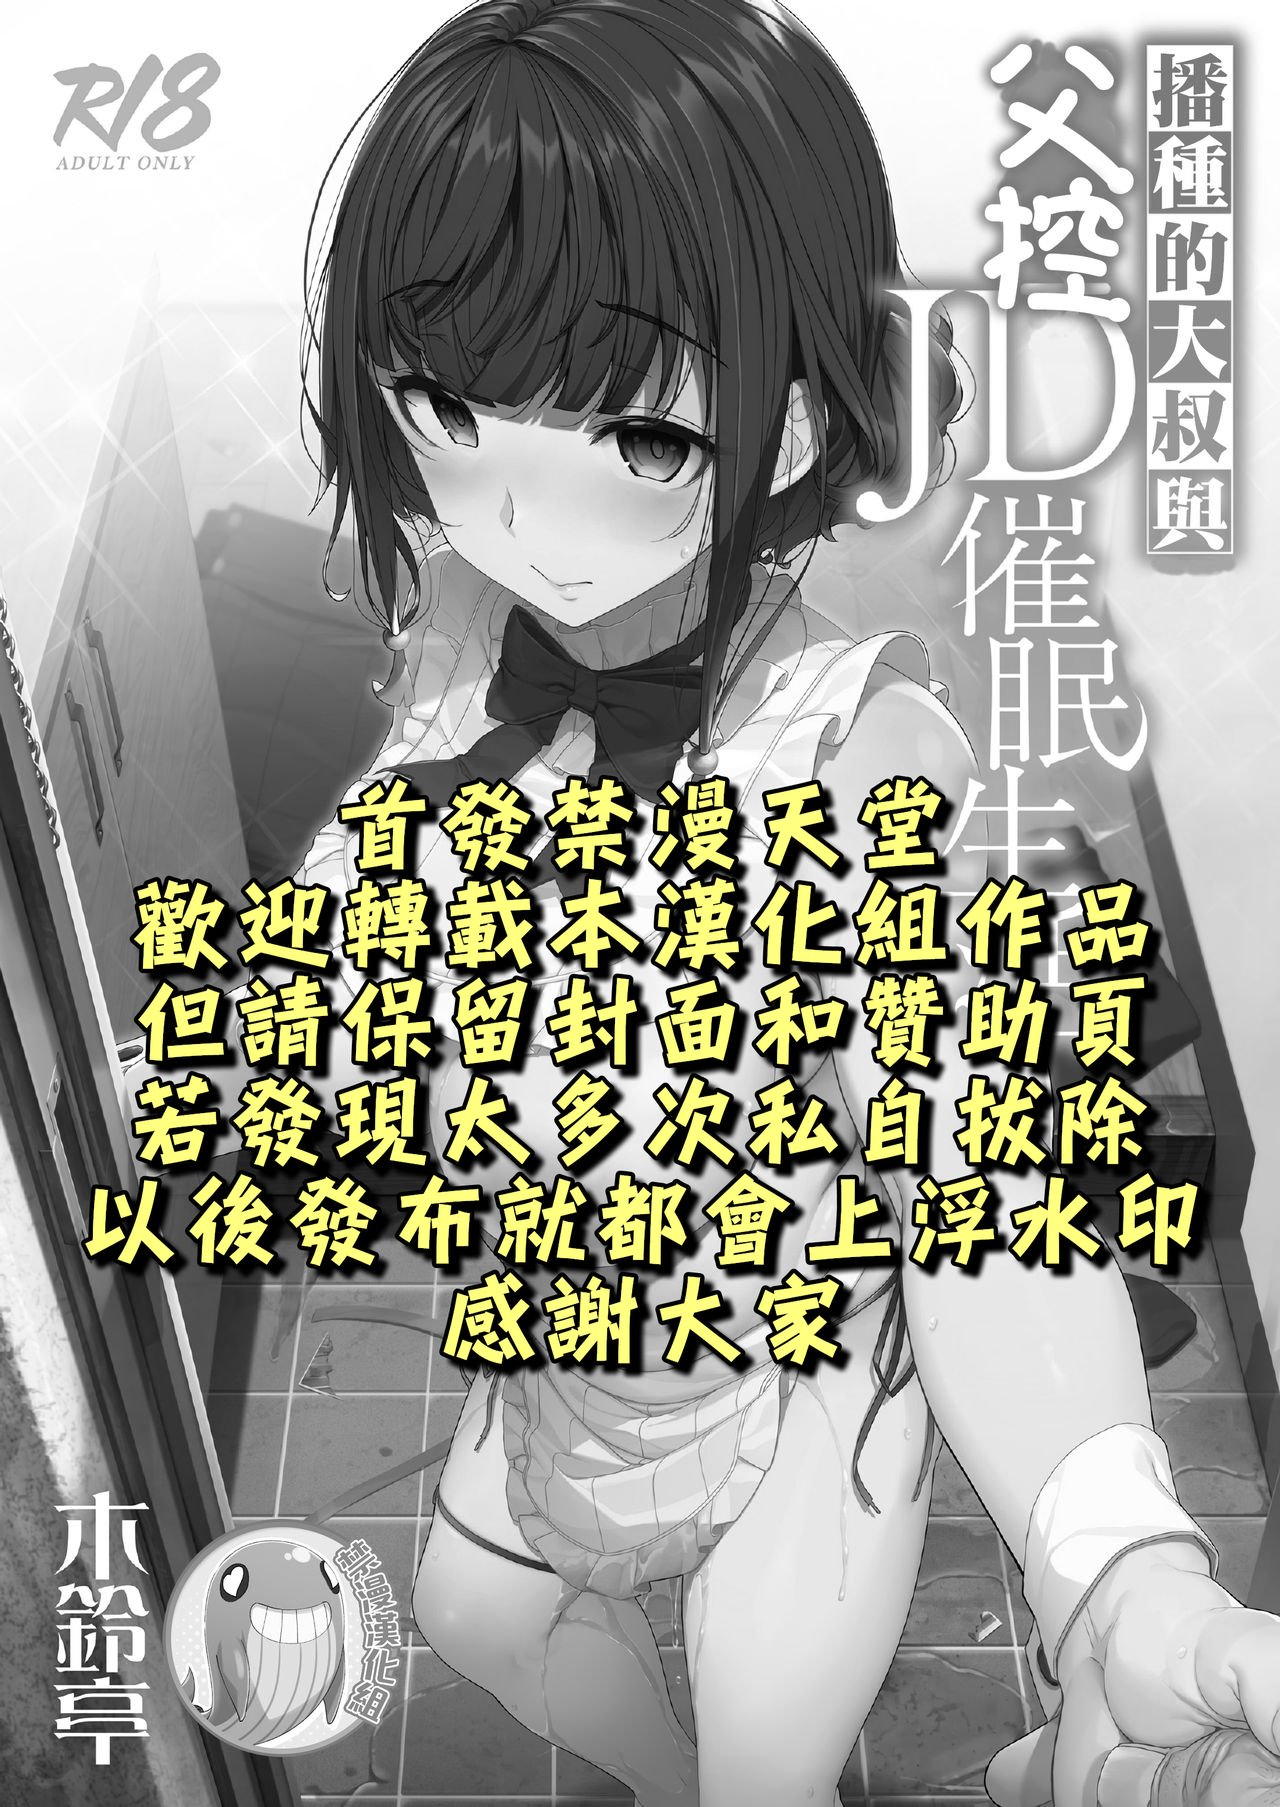 R18
ADULT ONLY
播種的大叔與
父控
JD催眠生
首發禁漫天堂
歡迎轉載本漢化組作品
但請保留封面和贊助頁
若發現太多次私自拔除
以後發布就都會上浮水印
感謝大家
木鈴亭
禁漫漢化組